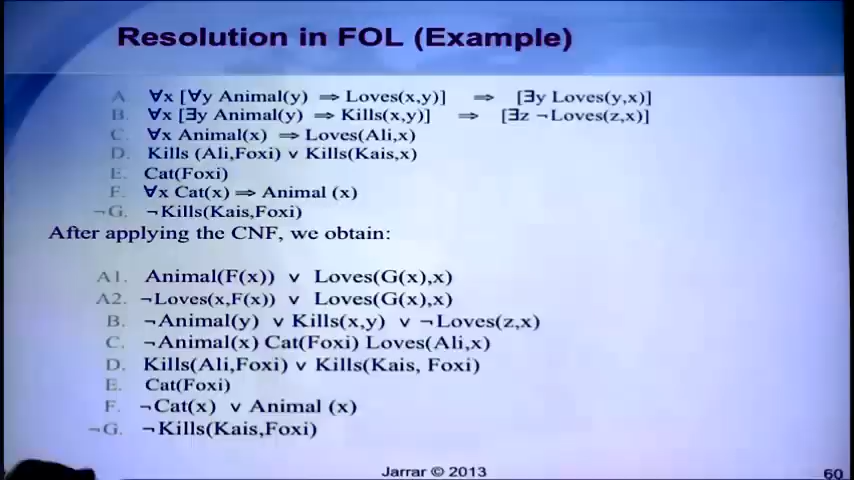 Resolution in FOL (Example)
A. ∀x [∀y Animal(y) ⇒ Loves(x,y)] ⇒ [∃y Loves(y,x)]
B. ∀x [∃y Animal(y) ⇒ Kills(x,y)] ⇒ [∃z ¬Loves(z,x)]
C. ∀x Animal(x) ⇒ Loves(Ali,x)
D. Kills (Ali,Foxi) v Kills(Kais,x)
E. Cat(Foxi)
F. ∀x Cat(x) ⇒ Animal (x)
¬G. ¬Kills(Kais,Foxi)
After applying the CNF, we obtain:
A1. Animal(F(x)) v Loves(G(x),x)
A2. ¬Loves(x,F(x)) v Loves(G(x),x)
B. ¬Animal(y) v Kills(x,y) v ¬Loves(z,x)
C. ¬Animal(x) Cat(Foxi) Loves(Ali,x)
D. Kills(Ali,Foxi) v Kills(Kais, Foxi)
E. Cat(Foxi)
F. ¬Cat(x) v Animal (x)
¬G. ¬Kills(Kais,Foxi)
Jarrar © 2013
60